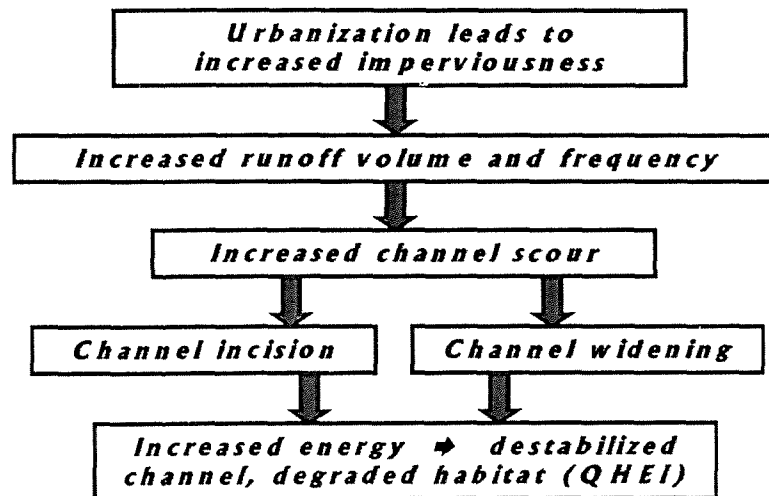 Urbanization leads to
increased imperviousness
Increased runoff volume and frequency
Increased channel scour
Channel incision
Channel widening
Increased energy → destabilized
channel, degraded habitat (QHEI)